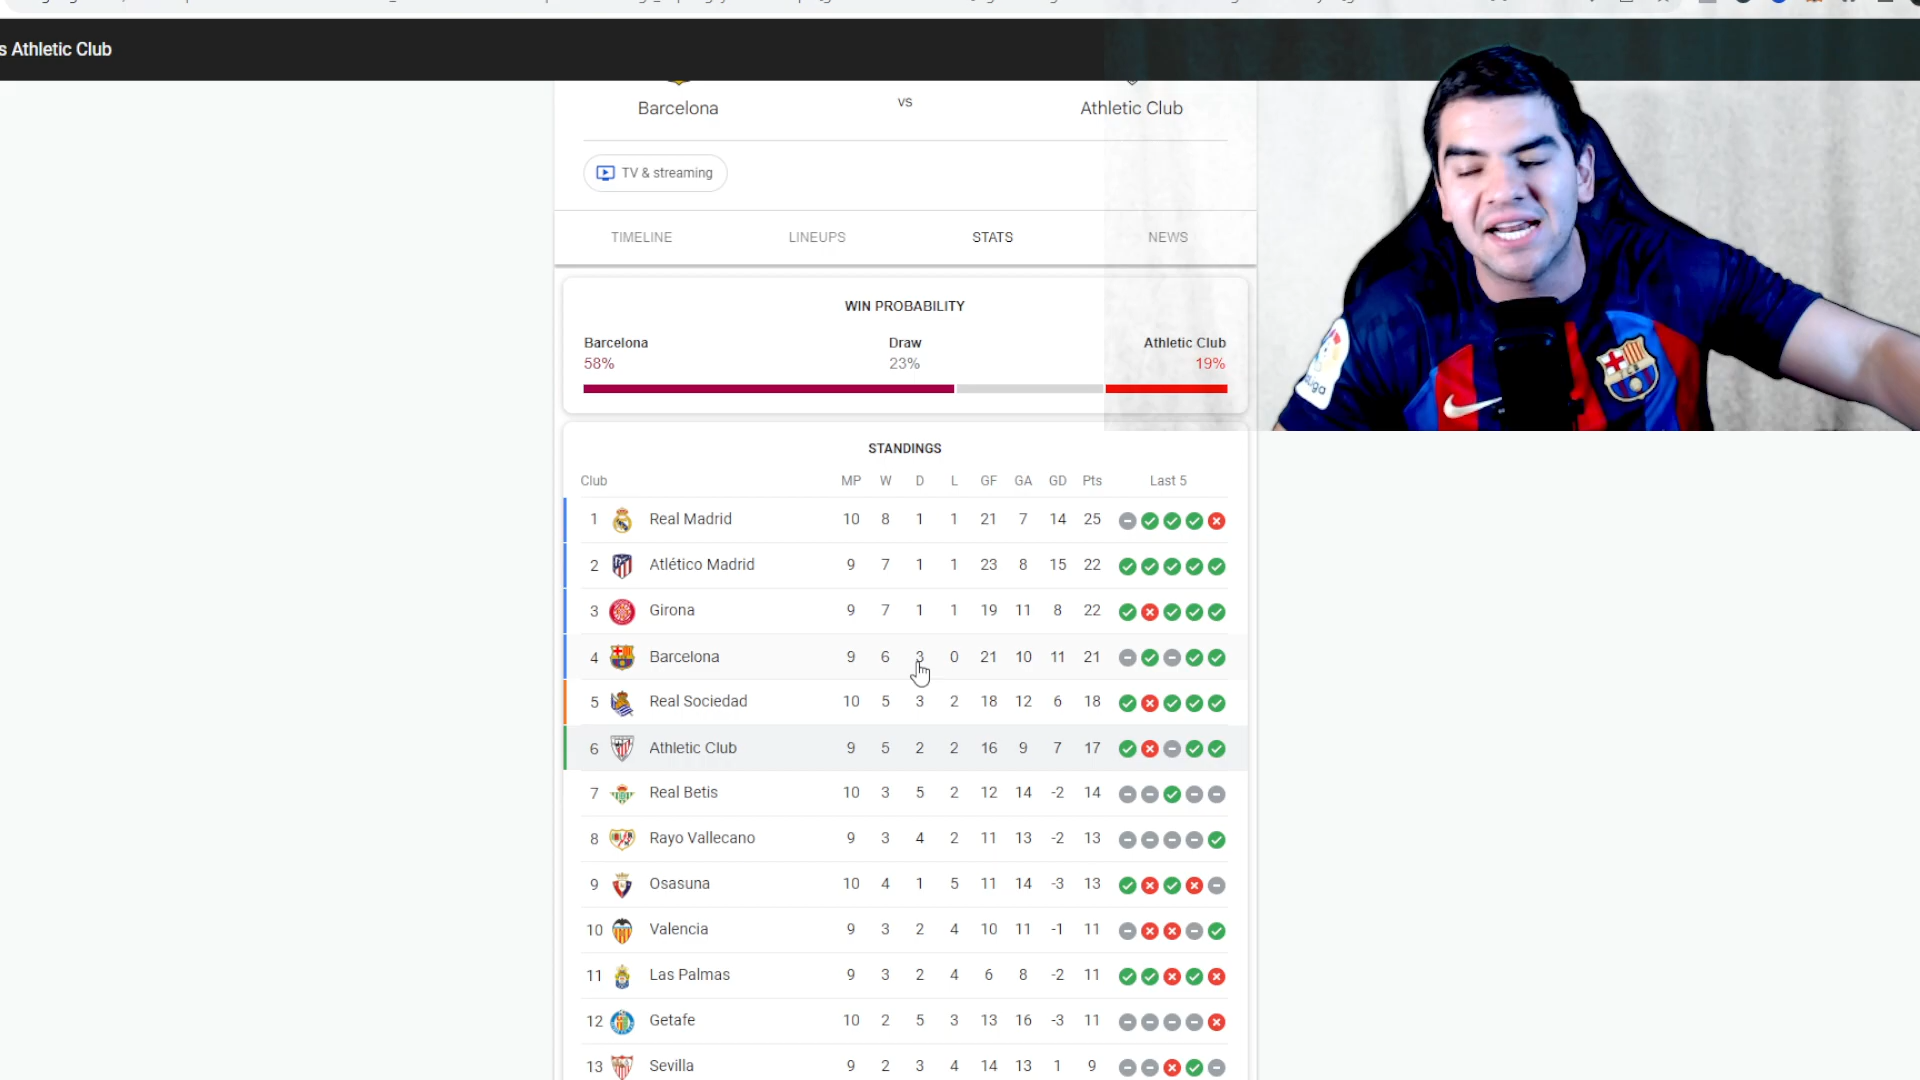 s Athletic Club
Barcelona vs Athletic Club
TV & streaming
TIMELINE LINEUPS STATS NEWS
WIN PROBABILITY
Barcelona Draw Athletic Club
58% 23% 19%
STANDINGS
Club MP W D L GF GA GD Pts Last 5
1 Real Madrid 10 8 1 1 21 7 14 25
2 Atlético Madrid 9 7 1 1 23 8 15 22
3 Girona 9 7 1 1 19 11 8 22
4 Barcelona 9 6 3 0 21 10 11 21
5 Real Sociedad 10 5 3 2 18 12 6 18
6 Athletic Club 9 5 2 2 16 9 7 17
7 Real Betis 10 3 5 2 12 14 -2 14
8 Rayo Vallecano 9 3 4 2 11 13 -2 13
9 Osasuna 10 4 1 5 11 14 -3 13
10 Valencia 9 3 2 4 10 11 -1 11
11 Las Palmas 9 3 2 4 6 8 -2 11
12 Getafe 10 2 5 3 13 16 -3 11
13 Sevilla 9 2 3 4 14 13 1 9